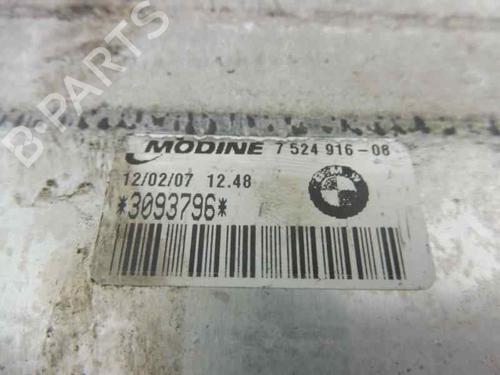 B-PARTS
MODINE 7 524 916-08
12/02/07 12.48
BMW
*3093796*